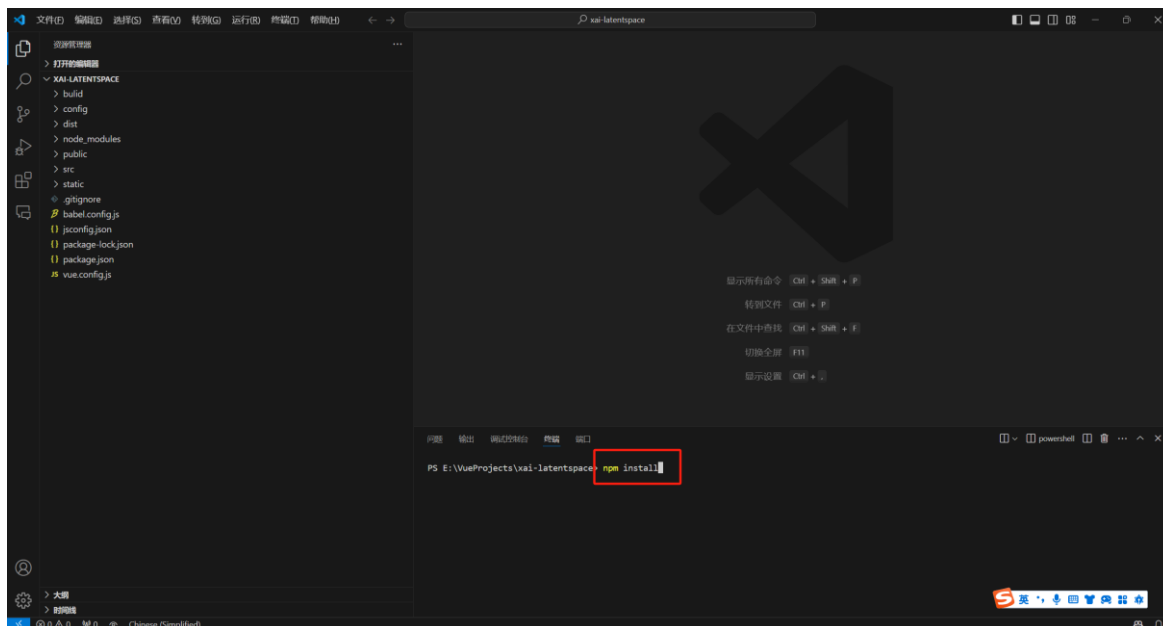 文件(F) 编辑(E) 选择(S) 查看(V) 转到(G) 运行(R) 终端(T) 帮助(H)
xai-latentspace
资源管理器
打开的编辑器
XAI-LATENTSPACE
bulid
config
dist
node_modules
public
src
static
.gitignore
babel.config.js
jsconfig.json
package-lock.json
package.json
JS vue.config.js
显示所有命令 Ctrl + Shift + P
转到文件 Ctrl + P
在文件中查找 Ctrl + Shift + F
切换全屏 F11
显示设置 Ctrl + ,
问题 输出 调试控制台 终端 端口
powershell
PS E:\VueProjects\xai-latentspace> npm install
大纲
时间线
英
0 0 0 Chinese (Simplified)